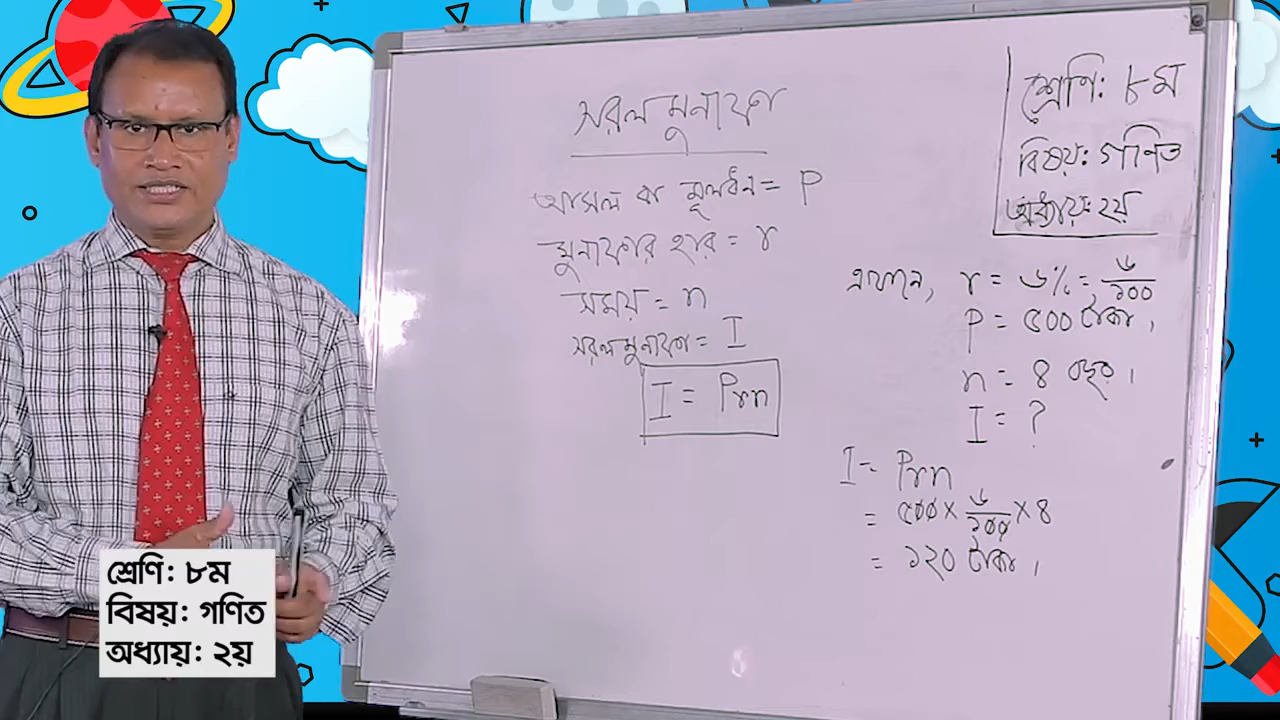 সরল মুনাফা
আসল বা মূলধন = P
মুনাফার হার = r
সময় = n
সরল মুনাফা = I
I = Prn
শ্রেণি: ৮ম
বিষয়: গণিত
অধ্যায়: ২য়
এখানে, r = ৬% = ৬/১০০
P = ৫০০ টাকা,
n = ৪ বছর।
I = ?
I = Prn
= ৫০০ × ৬/১০০ × ৪
= ১২০ টাকা,
শ্রেণি: ৮ম
বিষয়: গণিত
অধ্যায়: ২য়